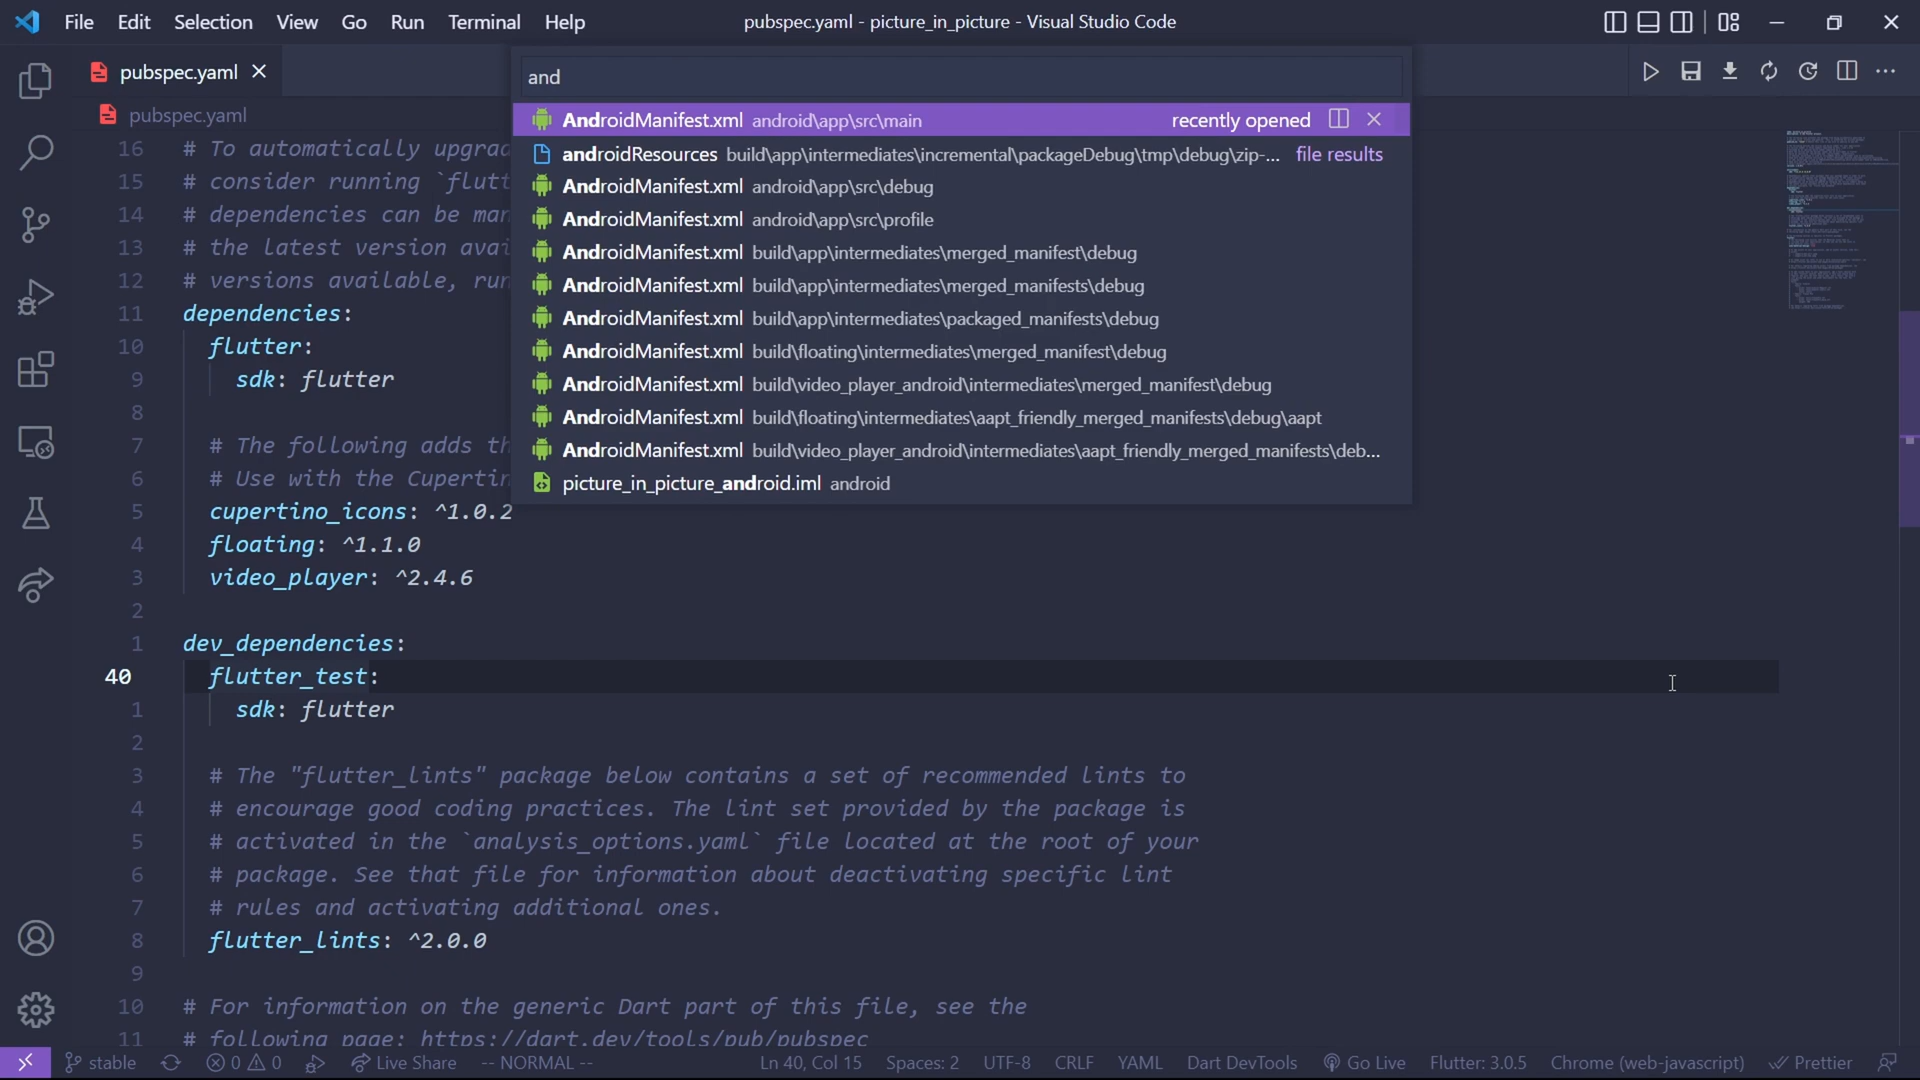 File Edit Selection View Go Run Terminal Help pubspec.yaml - picture_in_picture - Visual Studio Code
pubspec.yaml
pubspec.yaml
and
AndroidManifest.xml android\app\src\main recently opened
androidResources build\app\intermediates\incremental\packageDebug\tmp\debug\zip-... file results
AndroidManifest.xml android\app\src\debug
AndroidManifest.xml android\app\src\profile
AndroidManifest.xml build\app\intermediates\merged_manifest\debug
AndroidManifest.xml build\app\intermediates\merged_manifests\debug
AndroidManifest.xml build\app\intermediates\packaged_manifests\debug
AndroidManifest.xml build\floating\intermediates\merged_manifest\debug
AndroidManifest.xml build\video_player_android\intermediates\merged_manifest\debug
AndroidManifest.xml build\floating\intermediates\aapt_friendly_merged_manifests\debug\aapt
AndroidManifest.xml build\video_player_android\intermediates\aapt_friendly_merged_manifests\deb...
picture_in_picture_android.iml android
16 # To automatically upgrad
15 # consider running `flutt
14 # dependencies can be man
13 # the latest version avai
12 # versions available, run
11 dependencies:
10 flutter:
9 sdk: flutter
8
7 # The following adds th
6 # Use with the Cupertin
5 cupertino_icons: ^1.0.2
4 floating: ^1.1.0
3 video_player: ^2.4.6
2
1 dev_dependencies:
40 flutter_test:
1 sdk: flutter
2
3 # The "flutter_lints" package below contains a set of recommended lints to
4 # encourage good coding practices. The lint set provided by the package is
5 # activated in the `analysis_options.yaml` file located at the root of your
6 # package. See that file for information about deactivating specific lint
7 # rules and activating additional ones.
8 flutter_lints: ^2.0.0
9
10 # For information on the generic Dart part of this file, see the
11 # following page: https://dart.dev/tools/pub/pubspec
stable 0 0 Live Share -- NORMAL -- Ln 40, Col 15 Spaces: 2 UTF-8 CRLF YAML Dart DevTools Go Live Flutter: 3.0.5 Chrome (web-javascript) Prettier